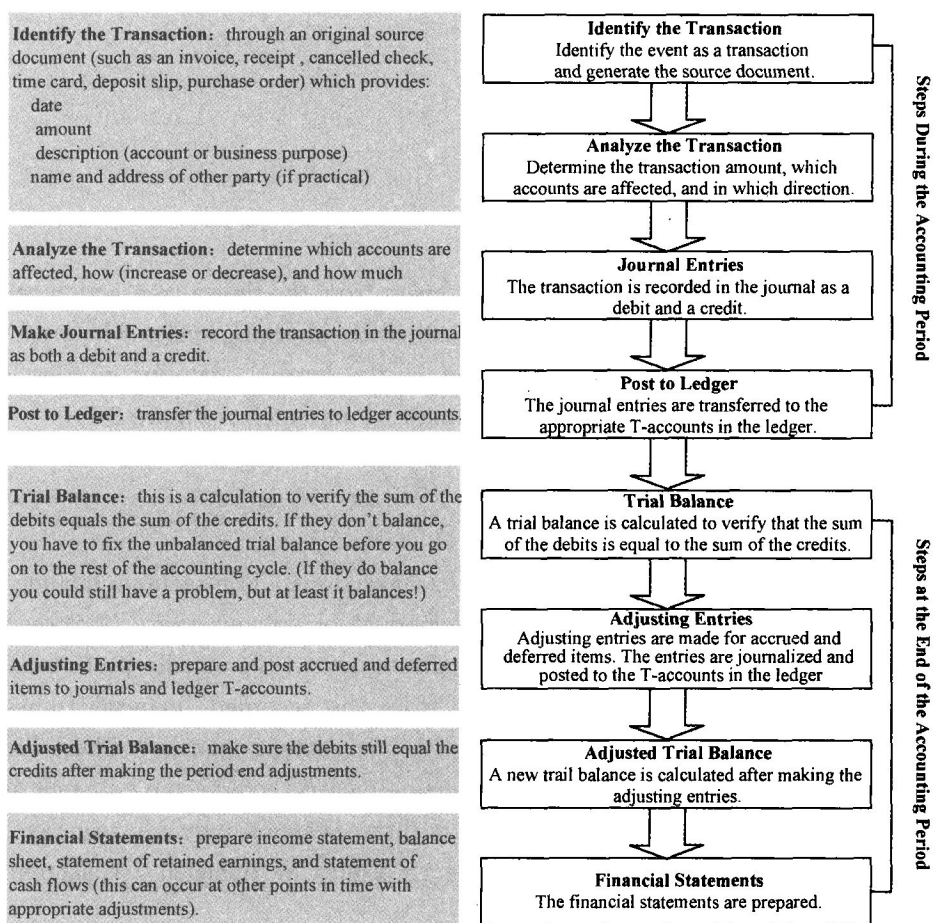 Identify the Transaction: through an original source
document (such as an invoice, receipt , cancelled check,
time card, deposit slip, purchase order) which provides:
date
amount
description (account or business purpose)
name and address of other party (if practical)
Analyze the Transaction: determine which accounts are
affected, how (increase or decrease), and how much
Make Journal Entries: record the transaction in the journal
as both a debit and a credit.
Post to Ledger: transfer the journal entries to ledger accounts.
Trial Balance: this is a calculation to verify the sum of the
debits equals the sum of the credits. If they don't balance,
you have to fix the unbalanced trial balance before you go
on to the rest of the accounting cycle. (If they do balance
you could still have a problem, but at least it balances!)
Adjusting Entries: prepare and post accrued and deferred
items to journals and ledger T-accounts.
Adjusted Trial Balance: make sure the debits still equal the
credits after making the period end adjustments.
Financial Statements: prepare income statement, balance
sheet, statement of retained earnings, and statement of
cash flows (this can occur at other points in time with
appropriate adjustments).
Identify the Transaction
Identify the event as a transaction
and generate the source document.
Analyze the Transaction
Determine the transaction amount, which
accounts are affected, and in which direction.
Journal Entries
The transaction is recorded in the journal as a
debit and a credit.
Post to Ledger
The journal entries are transferred to the
appropriate T-accounts in the ledger.
Trial Balance
A trial balance is calculated to verify that the sum
of the debits is equal to the sum of the credits.
Adjusting Entries
Adjusting entries are made for accrued and
deferred items. The entries are journalized and
posted to the T-accounts in the ledger
Adjusted Trial Balance
A new trail balance is calculated after making the
adjusting entries.
Financial Statements
The financial statements are prepared.
Steps During the Accounting Period
Steps at the End of the Accounting Period